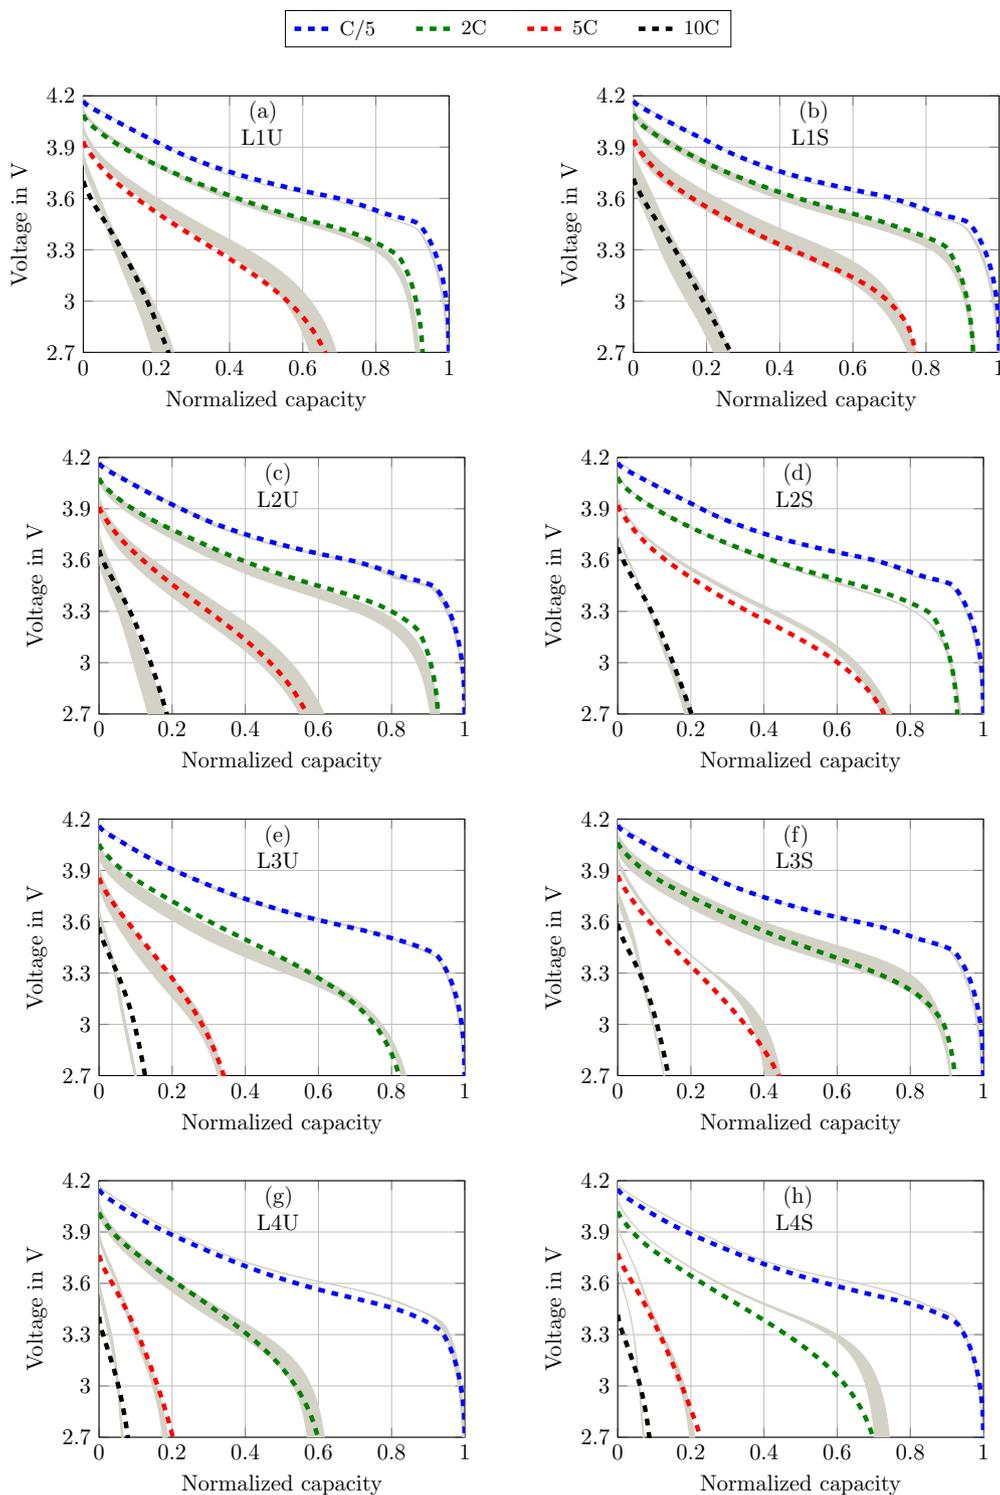 C/5 2C 5C 10C
(a)
L1U
4.2
3.9
3.6
3.3
3
2.7
0 0.2 0.4 0.6 0.8 1
Voltage in V
Normalized capacity
(b)
L1S
4.2
3.9
3.6
3.3
3
2.7
0 0.2 0.4 0.6 0.8 1
Voltage in V
Normalized capacity
(c)
L2U
4.2
3.9
3.6
3.3
3
2.7
0 0.2 0.4 0.6 0.8 1
Voltage in V
Normalized capacity
(d)
L2S
4.2
3.9
3.6
3.3
3
2.7
0 0.2 0.4 0.6 0.8 1
Voltage in V
Normalized capacity
(e)
L3U
4.2
3.9
3.6
3.3
3
2.7
0 0.2 0.4 0.6 0.8 1
Voltage in V
Normalized capacity
(f)
L3S
4.2
3.9
3.6
3.3
3
2.7
0 0.2 0.4 0.6 0.8 1
Voltage in V
Normalized capacity
(g)
L4U
4.2
3.9
3.6
3.3
3
2.7
0 0.2 0.4 0.6 0.8 1
Voltage in V
Normalized capacity
(h)
L4S
4.2
3.9
3.6
3.3
3
2.7
0 0.2 0.4 0.6 0.8 1
Voltage in V
Normalized capacity